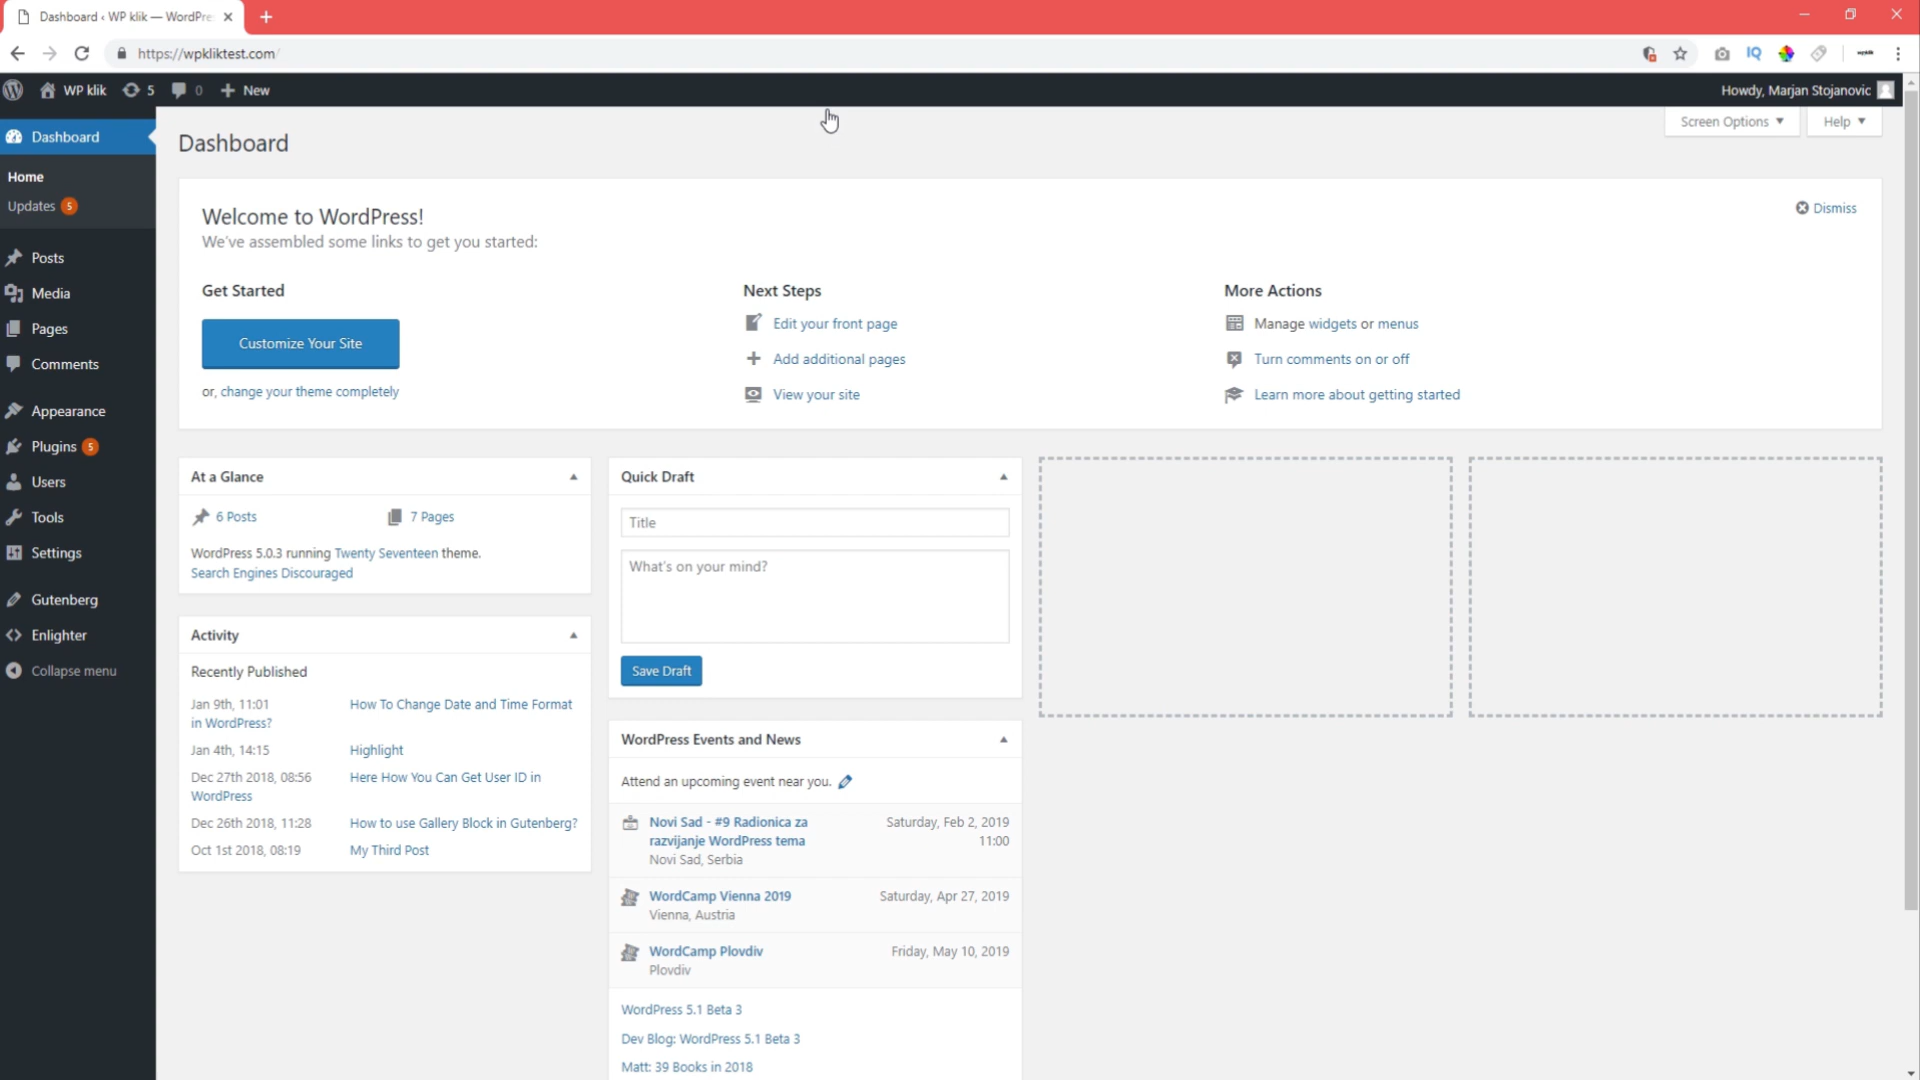 Dashboard ‹ WP klik — WordPre
https://wpkliktest.com
IQ
WP klik 5 0 New
Howdy, Marjan Stojanovic
Screen Options Help
Dashboard
Home
Updates 5
Posts
Media
Pages
Comments
Appearance
Plugins 5
Users
Tools
Settings
Gutenberg
Enlighter
Collapse menu
Dashboard
Welcome to WordPress!
We've assembled some links to get you started:
Dismiss
Get Started
Customize Your Site
or, change your theme completely
Next Steps
Edit your front page
Add additional pages
View your site
More Actions
Manage widgets or menus
Turn comments on or off
Learn more about getting started
At a Glance
6 Posts 7 Pages
WordPress 5.0.3 running Twenty Seventeen theme.
Search Engines Discouraged
Activity
Recently Published
Jan 9th, 11:01 How To Change Date and Time Format
in WordPress?
Jan 4th, 14:15 Highlight
Dec 27th 2018, 08:56 Here How You Can Get User ID in
WordPress
Dec 26th 2018, 11:28 How to use Gallery Block in Gutenberg?
Oct 1st 2018, 08:19 My Third Post
Quick Draft
Title
What's on your mind?
Save Draft
WordPress Events and News
Attend an upcoming event near you.
Novi Sad - #9 Radionica za Saturday, Feb 2, 2019
razvijanje WordPress tema 11:00
Novi Sad, Serbia
WordCamp Vienna 2019 Saturday, Apr 27, 2019
Vienna, Austria
WordCamp Plovdiv Friday, May 10, 2019
Plovdiv
WordPress 5.1 Beta 3
Dev Blog: WordPress 5.1 Beta 3
Matt: 39 Books in 2018